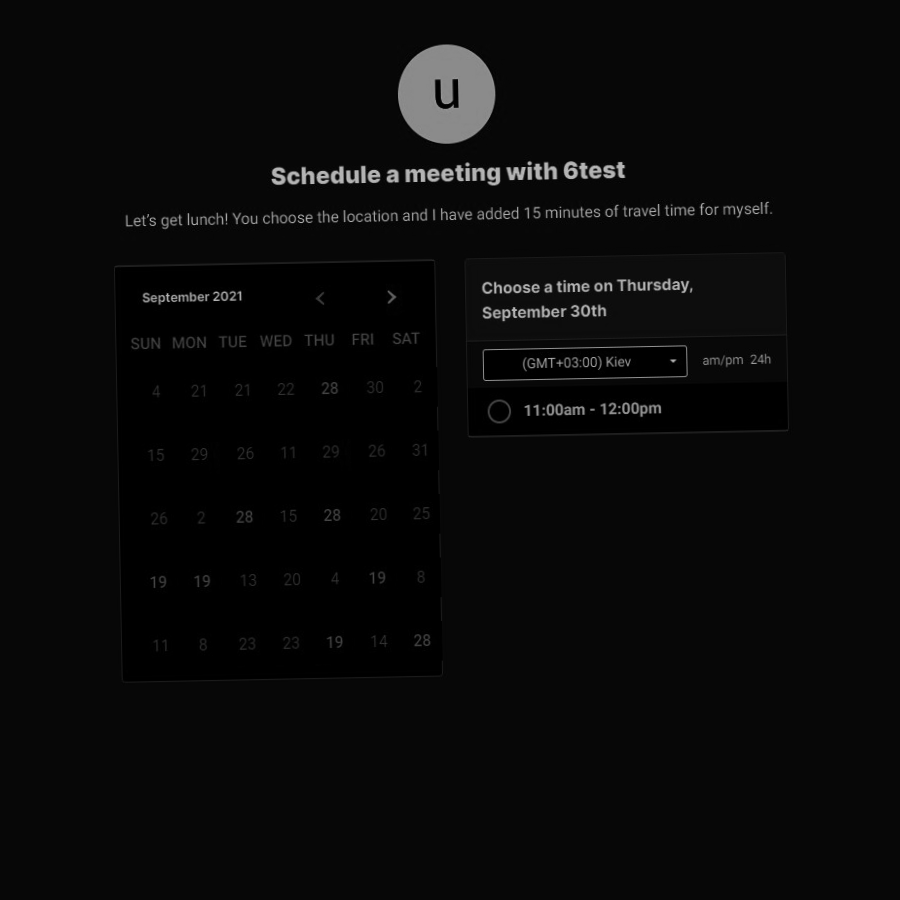 u
Schedule a meeting with 6test
Let's get lunch! You choose the location and I have added 15 minutes of travel time for myself.
September 2021
SUN MON TUE WED THU FRI SAT
4 21 21 22 28 30 2
15 29 26 11 29 26 31
26 2 28 15 28 20 25
19 19 13 20 4 19 8
11 8 23 23 19 14 28
Choose a time on Thursday,
September 30th
(GMT+03:00) Kiev am/pm 24h
11:00am - 12:00pm